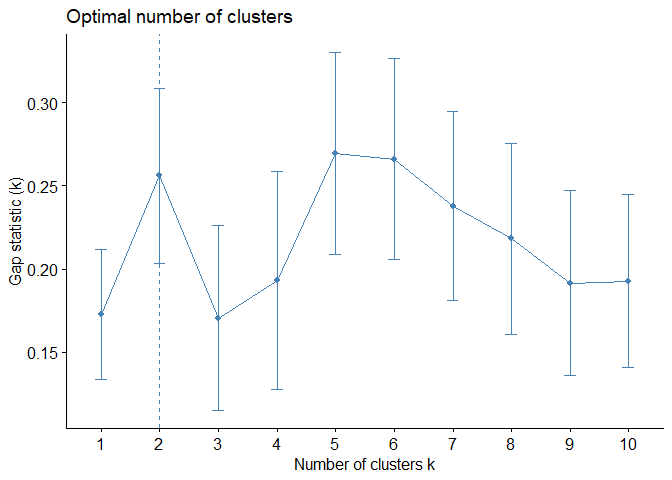 Optimal number of clusters
Gap statistic (k)
0.30
0.25
0.20
0.15
1 2 3 4 5 6 7 8 9 10
Number of clusters k